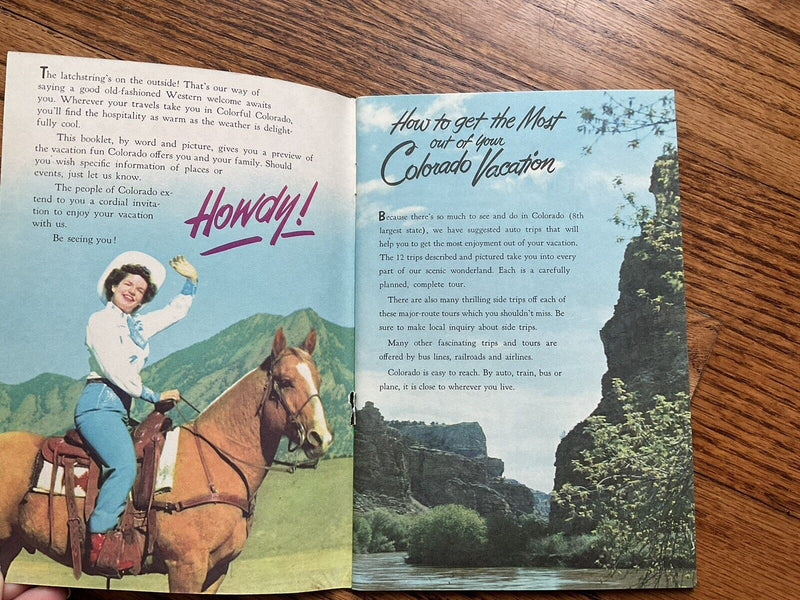 The latchstring's on the outside! That's our way of
saying a good old-fashioned Western welcome awaits
you. Wherever your travels take you in Colorful Colorado,
you'll find the hospitality as warm as the weather is delight-
fully cool.
This booklet, by word and picture, gives you a preview of
the vacation fun Colorado offers you and your family. Should
you wish specific information of places or
events, just let us know.
The people of Colorado ex-
tend to you a cordial invita-
tion to enjoy your vacation
with us.
Be seeing you!
Howdy!
How to get the Most
out of your
Colorado Vacation
Because there's so much to see and do in Colorado (8th
largest state), we have suggested auto trips that will
help you to get the most enjoyment out of your vacation.
The 12 trips described and pictured take you into every
part of our scenic wonderland. Each is a carefully
planned, complete tour.
There are also many thrilling side trips off each of
these major-route tours which you shouldn't miss. Be
sure to make local inquiry about side trips.
Many other fascinating trips and tours are
offered by bus lines, railroads and airlines.
Colorado is easy to reach. By auto, train, bus or
plane, it is close to wherever you live.